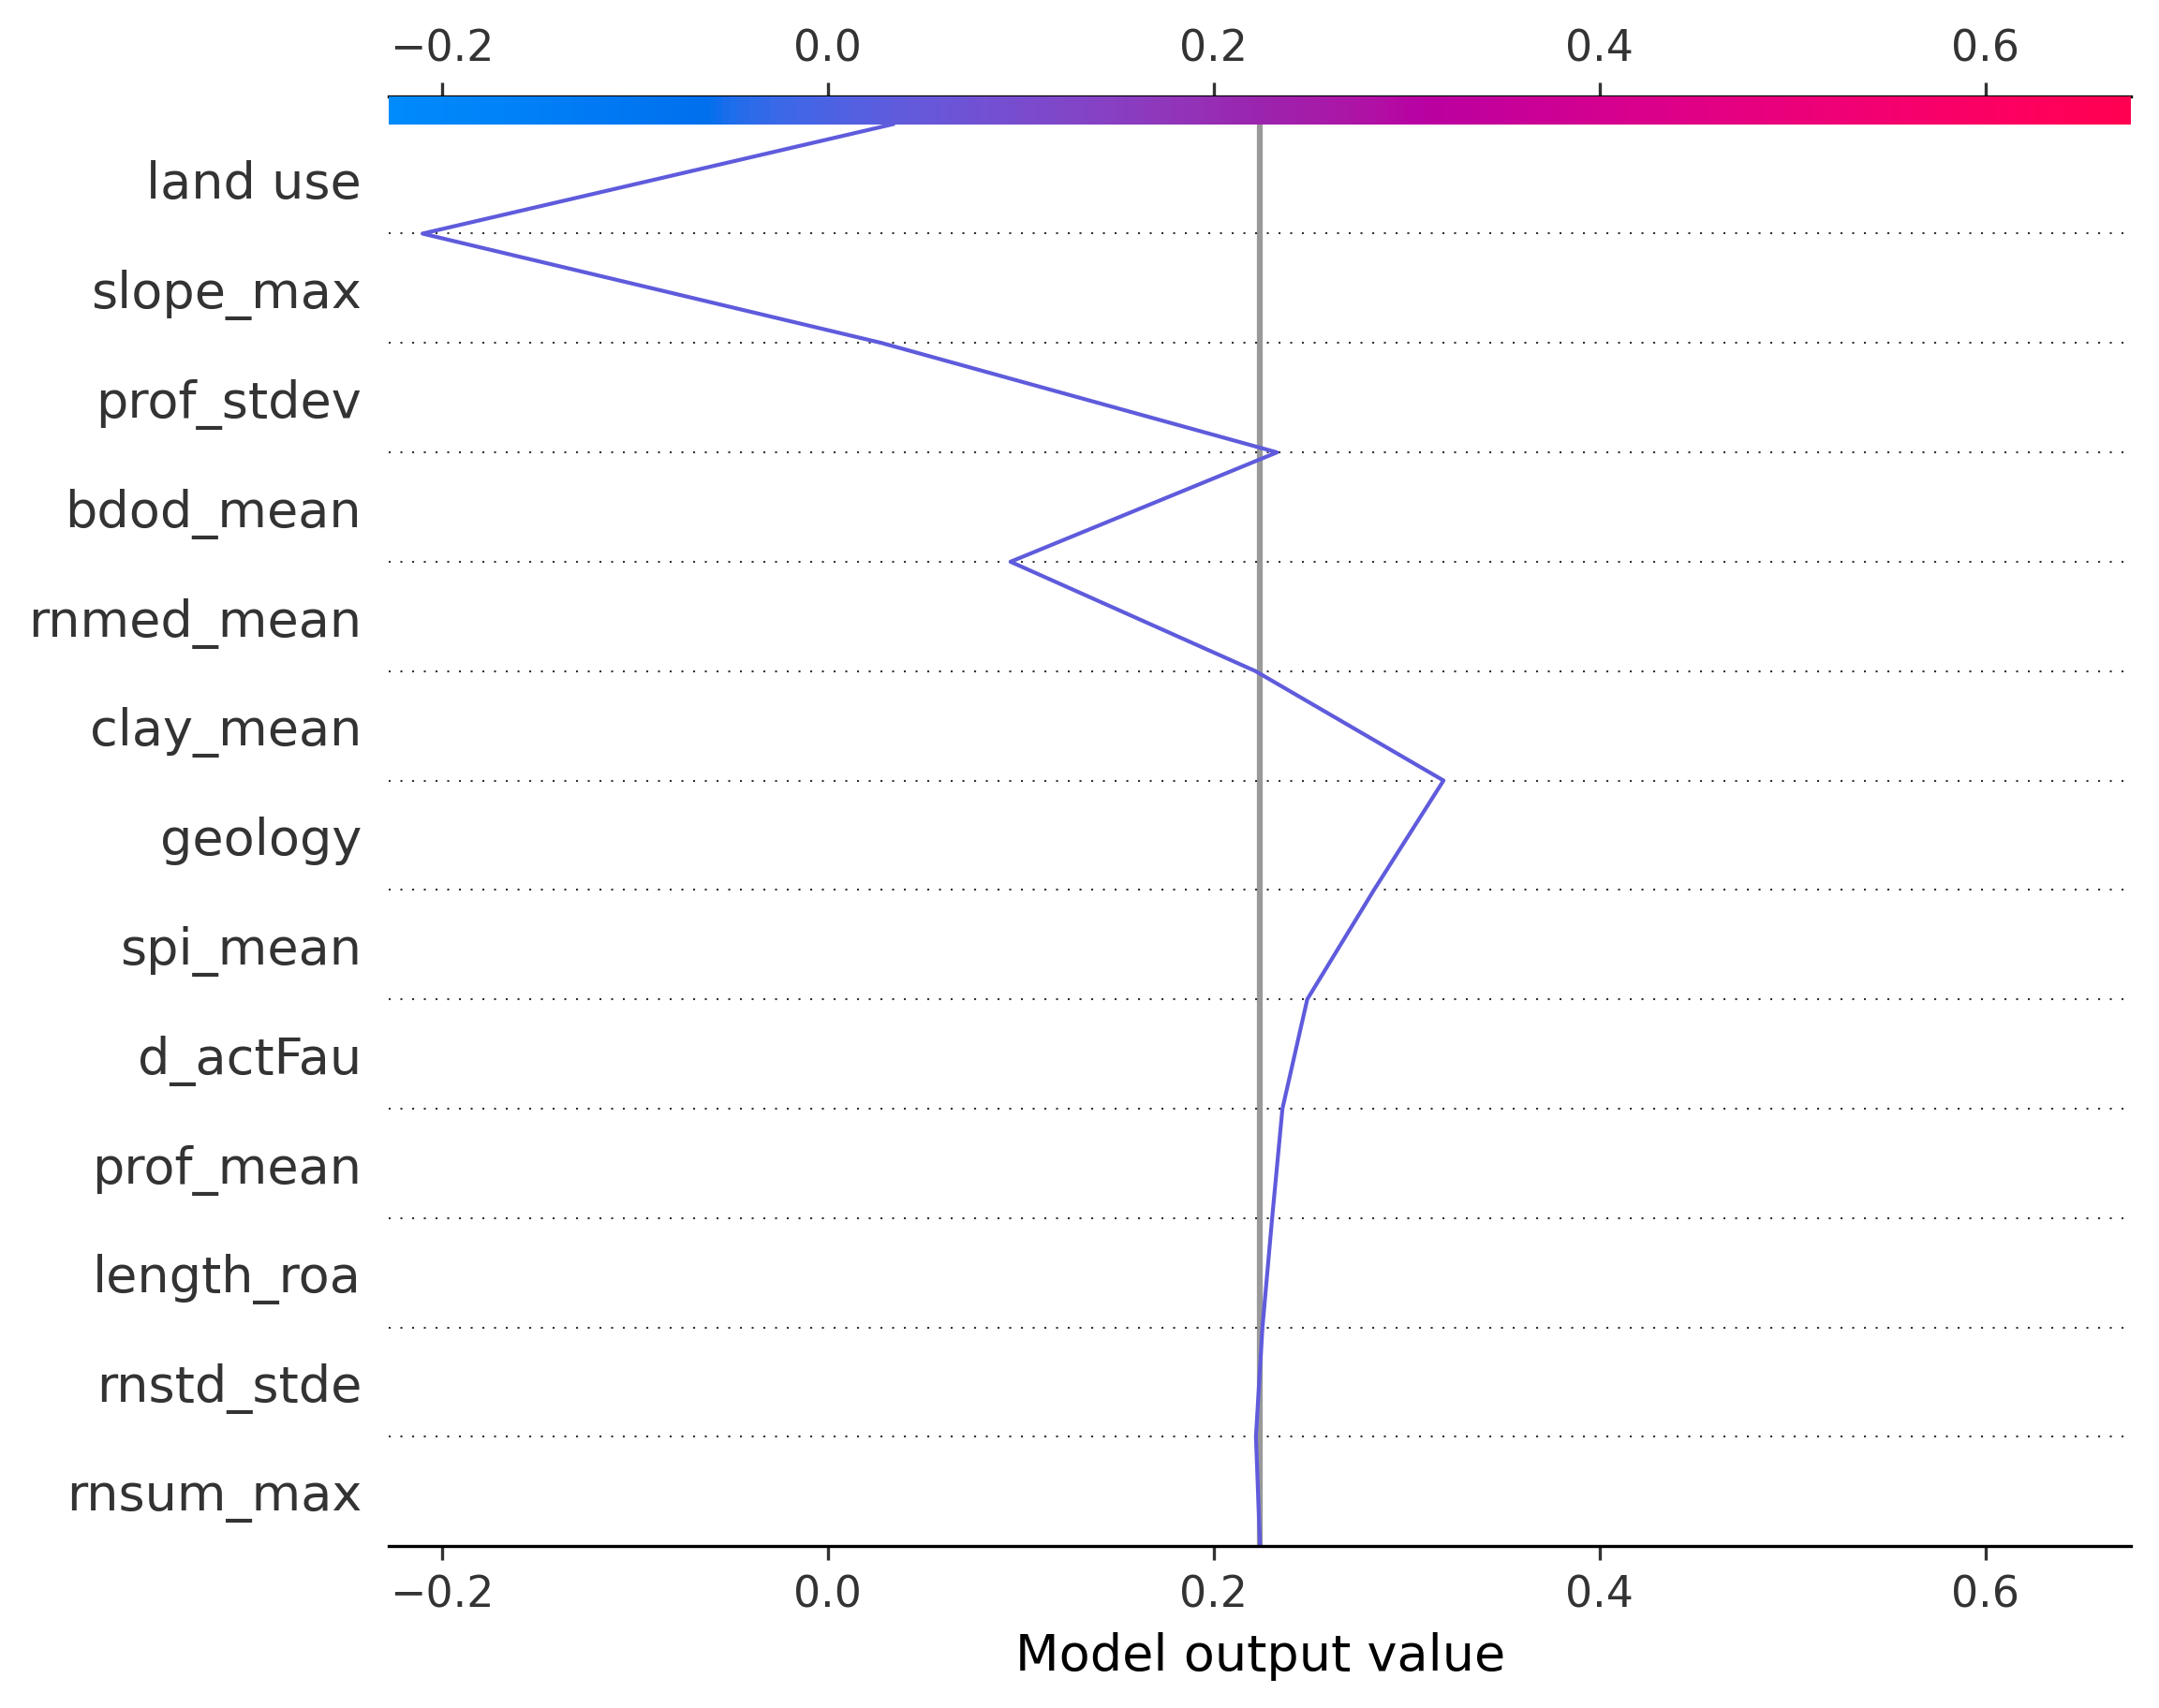 −0.2 0.0 0.2 0.4 0.6
land use
slope_max
prof_stdev
bdod_mean
rnmed_mean
clay_mean
geology
spi_mean
d_actFau
prof_mean
length_roa
rnstd_stde
rnsum_max
−0.2 0.0 0.2 0.4 0.6
Model output value